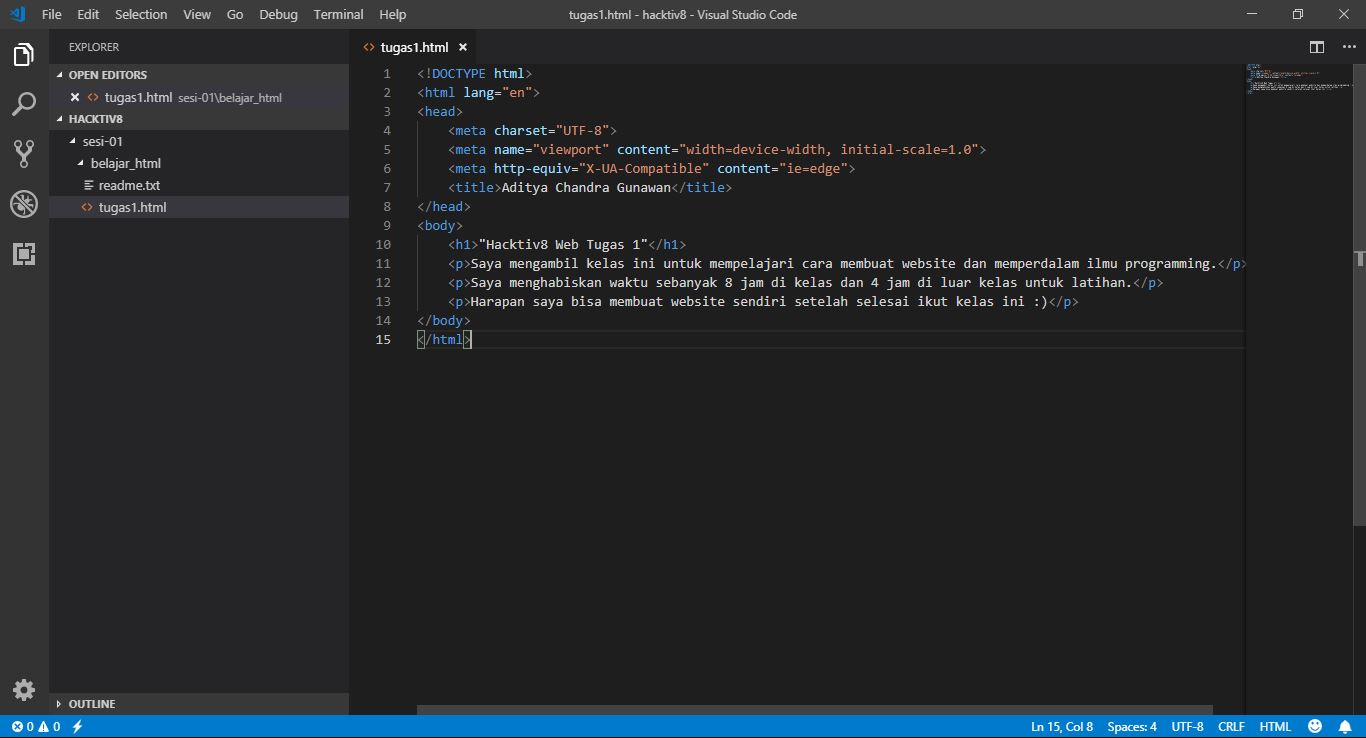 File Edit Selection View Go Debug Terminal Help tugas1.html - hacktiv8 - Visual Studio Code
EXPLORER
OPEN EDITORS
tugas1.html sesi-01\belajar_html
HACKTIV8
sesi-01
belajar_html
readme.txt
tugas1.html
OUTLINE
tugas1.html
1 <!DOCTYPE html>
2 <html lang="en">
3 <head>
4 <meta charset="UTF-8">
5 <meta name="viewport" content="width=device-width, initial-scale=1.0">
6 <meta http-equiv="X-UA-Compatible" content="ie=edge">
7 <title>Aditya Chandra Gunawan</title>
8 </head>
9 <body>
10 <h1>"Hacktiv8 Web Tugas 1"</h1>
11 <p>Saya mengambil kelas ini untuk mempelajari cara membuat website dan memperdalam ilmu programming.</p>
12 <p>Saya menghabiskan waktu sebanyak 8 jam di kelas dan 4 jam di luar kelas untuk latihan.</p>
13 <p>Harapan saya bisa membuat website sendiri setelah selesai ikut kelas ini :)</p>
14 </body>
15 </html>
0 0 Ln 15, Col 8 Spaces: 4 UTF-8 CRLF HTML